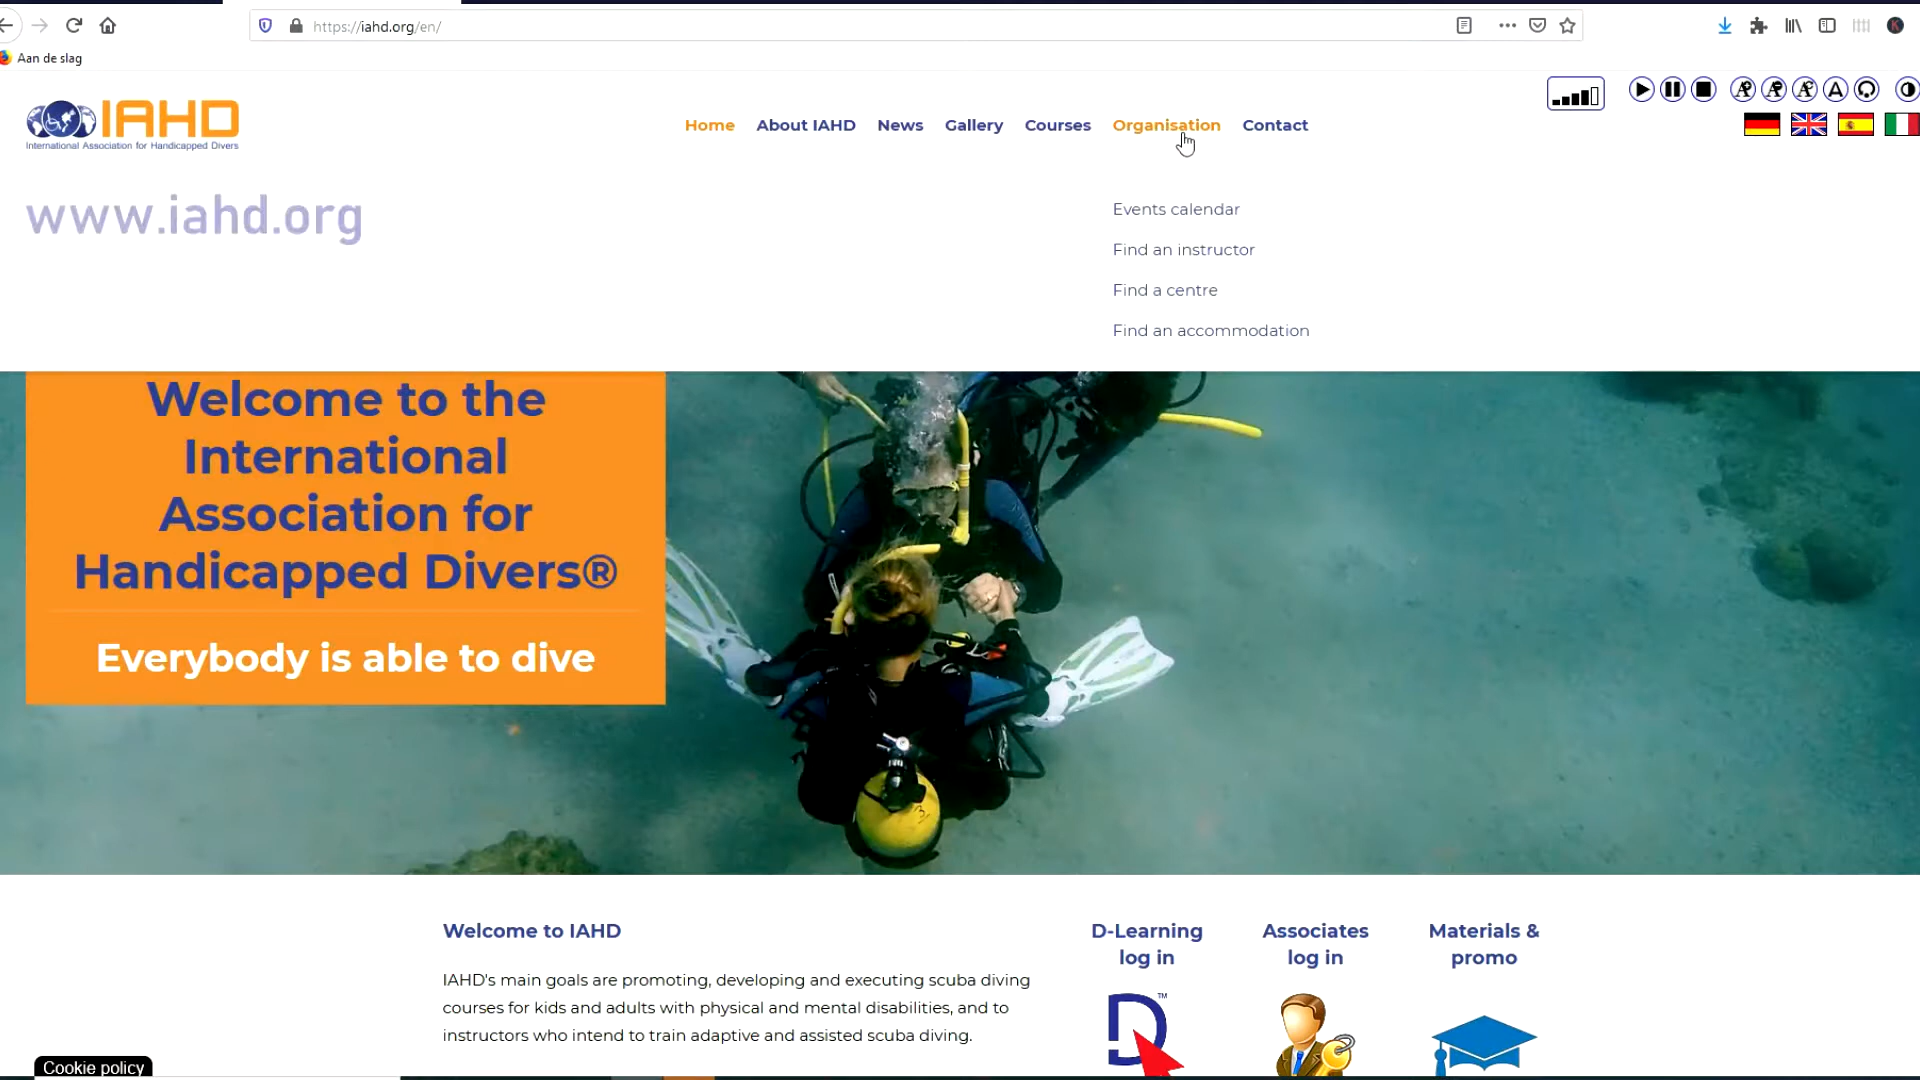 https://iahd.org/en/
Aan de slag
IAHD
International Association for Handicapped Divers
Home About IAHD News Gallery Courses Organisation Contact
www.iahd.org
Events calendar
Find an instructor
Find a centre
Find an accommodation
Welcome to the
International
Association for
Handicapped Divers®
Everybody is able to dive
Welcome to IAHD
IAHD's main goals are promoting, developing and executing scuba diving
courses for kids and adults with physical and mental disabilities, and to
instructors who intend to train adaptive and assisted scuba diving.
D-Learning
log in
Associates
log in
Materials &
promo
D™
Cookie policy